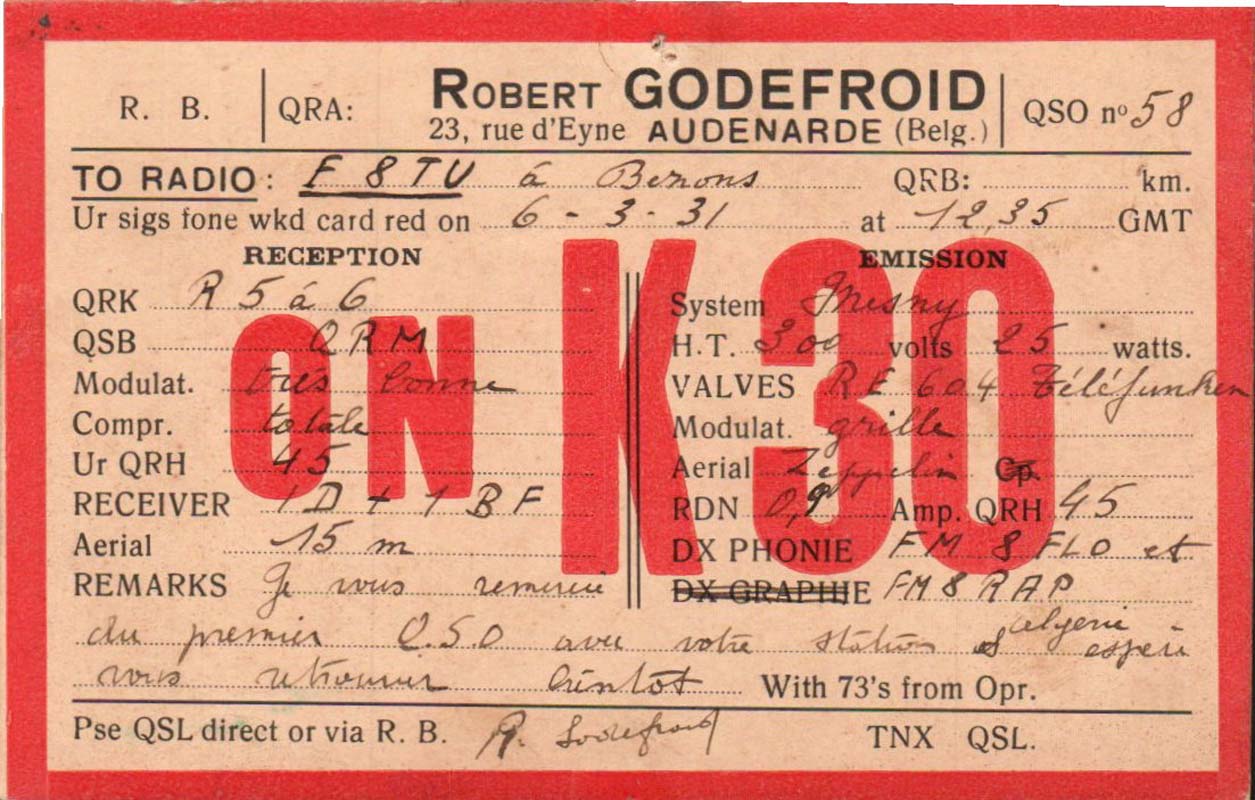 R. B. QRA: ROBERT GODEFROID QSO nº 58
23, rue d'Eyne AUDENARDE (Belg.)
TO RADIO: F 8 TU á Bezons QRB: km.
Ur sigs fone wkd card red on 6 - 3 - 31 at 12,35 GMT
RECEPTION EMISSION
ON K30
QRK R 5 á 6 System Mesny
QSB QRM H.T. 300 volts 25 watts.
Modulat. très bonne VALVES RE 604 Téléfunken
Compr. totale Modulat. grille
Ur QRH 45 Aerial Zeppelin Cp.
RECEIVER 1 D + 1 BF RDN 0,9 Amp. QRH 45
Aerial 15 m DX PHONIE FM 8 FLO et
REMARKS Je vous remercie DX GRAPHIE FM8 RAP
algerie
du premier Q.S.O avec votre station et espère
vous retrouver bientôt With 73's from Opr.
Pse QSL direct or via R. B. R. Godefroid TNX QSL.